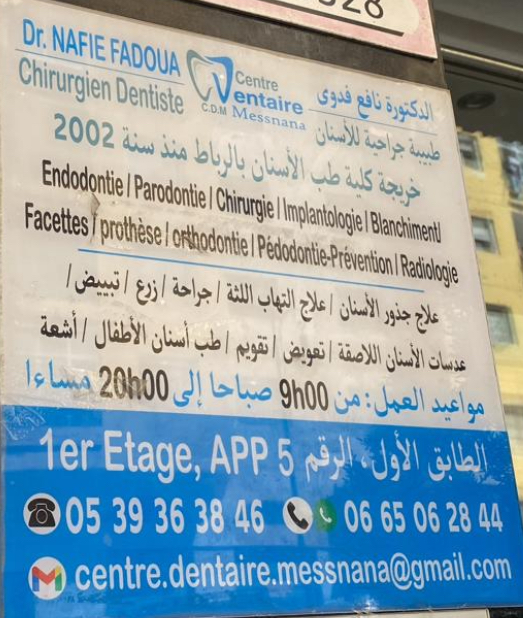 028
Dr. NAFIE FADOUA
Chirurgien Dentiste
Centre
Dentaire
C.D.M Messnana
الدكتورة نافع فدوى
طبيبة جراحية للأسنان
خريجة كلية طب الأسنان بالرباط منذ سنة 2002
Endodontie / Parodontie / Chirurgie / Implantologie / Blanchiment/
Facettes / prothèse / orthodontie / Pédodontie-Prévention / Radiologie
علاج جذور الأسنان / علاج التهاب اللثة / جراحة / زرع / تبييض /
عدسات الأسنان اللاصقة / تعويض / تقويم / طب أسنان الأطفال / أشعة
مواعيد العمل: من 9h00 صباحا إلى 20h00 مساءا
1er Etage, APP 5 الطابق الأول، الرقم
05 39 36 38 46 06 65 06 28 44
centre.dentaire.messnana@gmail.com